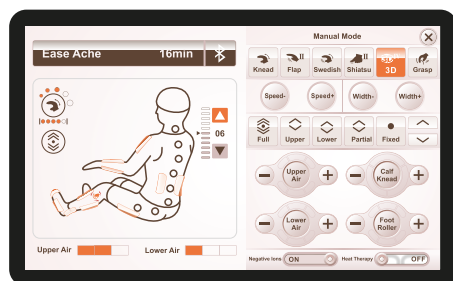 Manual Mode
Ease Ache 16min
Knead Flap Swedish Shiatsu 3D Grasp
Speed- Speed+ Width- Width+
06
Full Upper Lower Partial Fixed
Upper Air
Calf Knead
Lower Air
Foot Roller
Upper Air Lower Air
Negative Ions ON Heat Therapy OFF